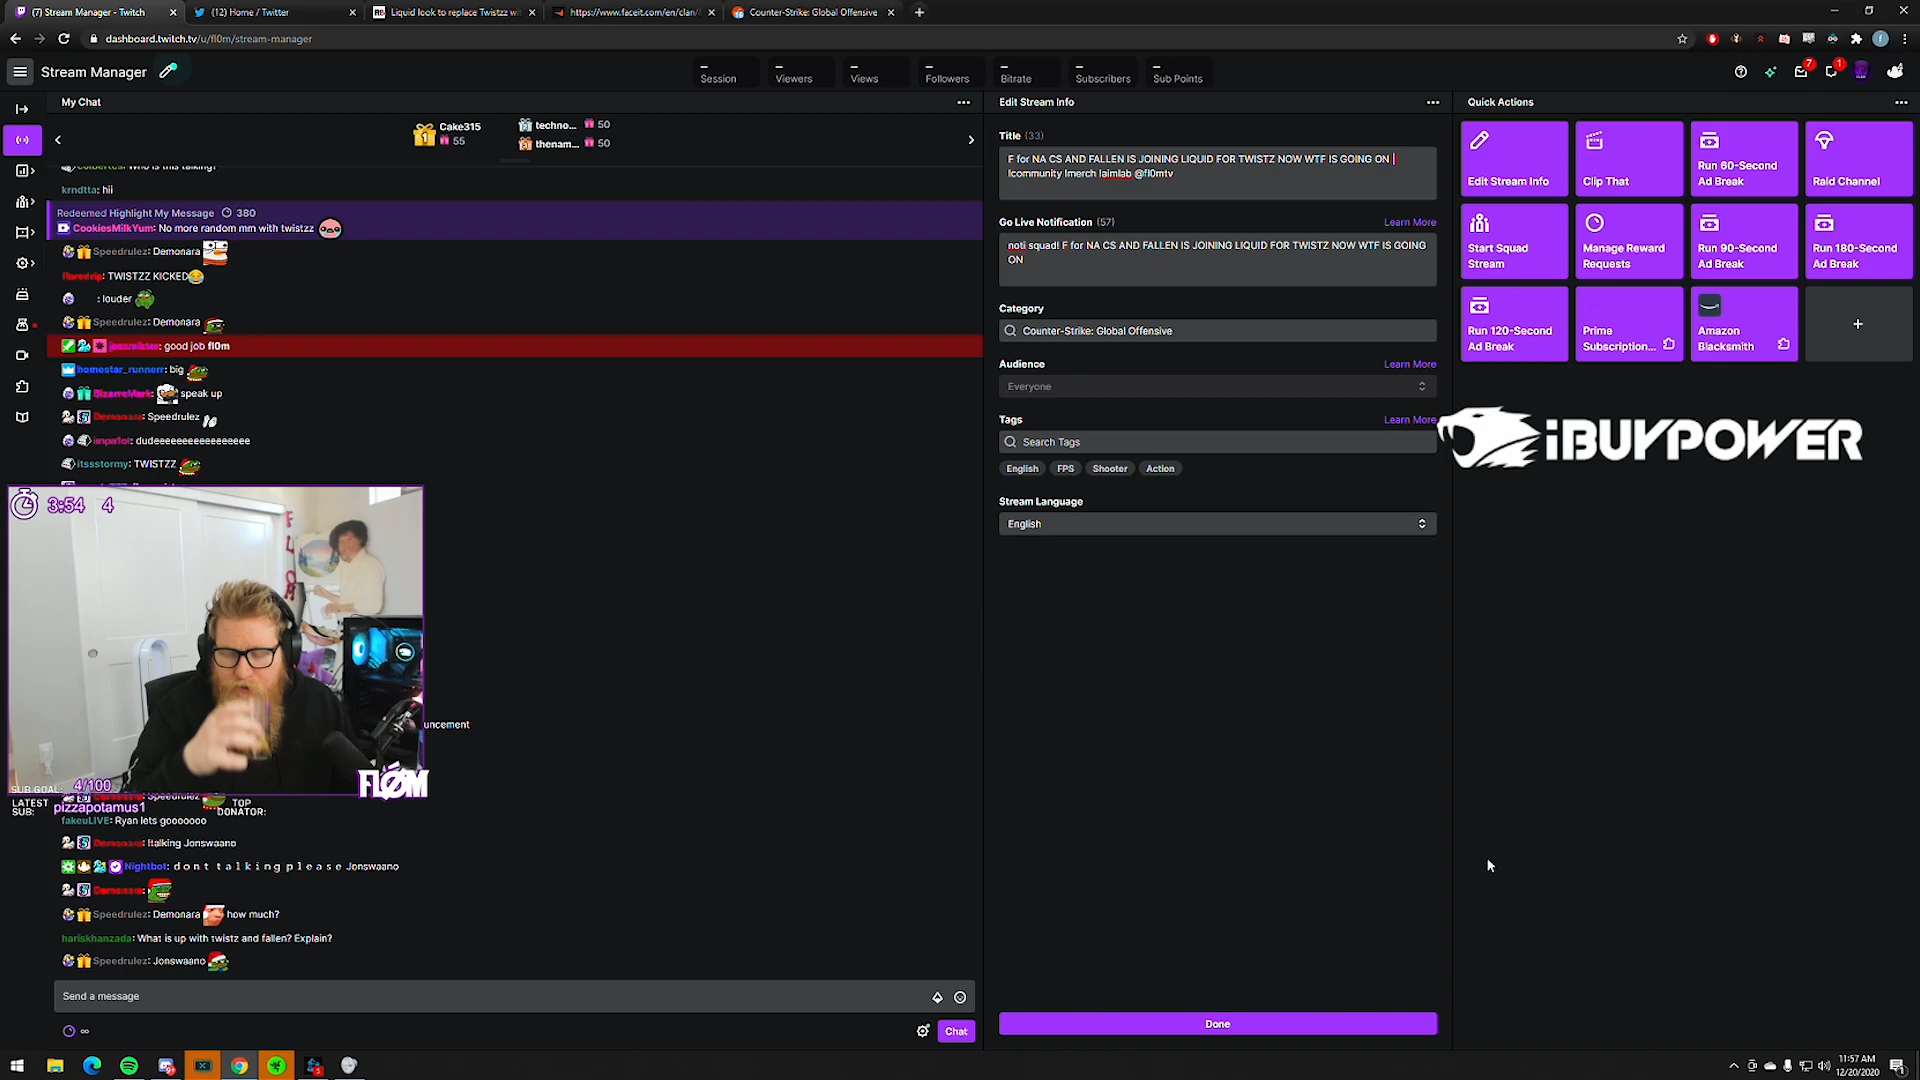 (7) Stream Manager - Twitch
(12) Home / Twitter
Liquid look to replace Twistzz wi
https://www.faceit.com/en/clan/
Counter-Strike: Global Offensive
dashboard.twitch.tv/u/fl0m/stream-manager
Stream Manager
Session
Viewers
Views
Followers
Bitrate
Subscribers
Sub Points
7
1
My Chat
1
Cake315
55
techno...
50
thenam...
50
krndtta: hii
Redeemed Highlight My Message 380
CookiesMilkYum: No more random mm with twistzz
Speedrulez: Demonara
TWISTZZ KICKED
: louder
Speedrulez: Demonara
: good job fl0m
homestar_runnerr: big
BizarreMark: speak up
Demonara: Speedrulez
impa1ot: dudeeeeeeeeeeeeeeeee
itssstormy: TWISTZZ
3:54 4
FLOM
uncement
SUB GOAL: 4/100
FLØM
LATEST SUB: pizzapotamus1
TOP DONATOR:
fakeuLIVE: Ryan lets gooooooo
Demonara: !talking Jonswaano
Nightbot: d o n t t a l k i n g p l e a s e Jonswaano
Demonara:
Speedrulez: Demonara how much?
hariskhanzada: What is up with twistz and fallen? Explain?
Speedrulez: Jonswaano
Send a message
Chat
Edit Stream Info
Title (33)
F for NA CS AND FALLEN IS JOINING LIQUID FOR TWISTZ NOW WTF IS GOING ON |
!community !merch !aimlab @fl0mtv
Go Live Notification (57)
Learn More
noti squad! F for NA CS AND FALLEN IS JOINING LIQUID FOR TWISTZ NOW WTF IS GOING
ON
Category
Counter-Strike: Global Offensive
Audience
Learn More
Everyone
Tags
Learn More
Search Tags
English
FPS
Shooter
Action
Stream Language
English
Done
Quick Actions
Edit Stream Info
Clip That
Run 60-Second
Ad Break
Raid Channel
Start Squad
Stream
Manage Reward
Requests
Run 90-Second
Ad Break
Run 180-Second
Ad Break
Run 120-Second
Ad Break
Prime
Subscription...
Amazon
Blacksmith
iBUYPOWER
11:57 AM
12/20/2020